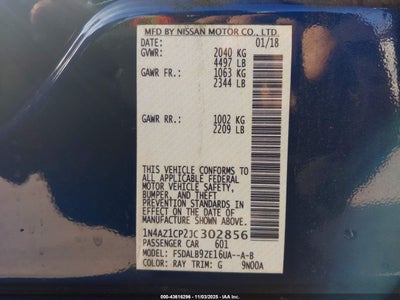 MFD BY NISSAN MOTOR CO., LTD.
DATE: 01/18
GVWR: 2040 KG
4497 LB
GAWR FR: 1063 KG
2344 LB
GAWR RR.: 1002 KG
2209 LB
THIS VEHICLE CONFORMS TO
ALL APPLICABLE FEDERAL
MOTOR VEHICLE SAFETY,
BUMPER, AND THEFT
PREVENTION STANDARDS
IN EFFECT ON THE DATE OF
MANUFACTURE SHOWN ABOVE.
1N4AZ1CP2JC302856
PASSENGER CAR 601
MODEL: FSDALB9ZE16UA--A-B
COLOR: RAY TRIM: G 9N00A
000-43616296 — 11/03/2025 — Copart USA